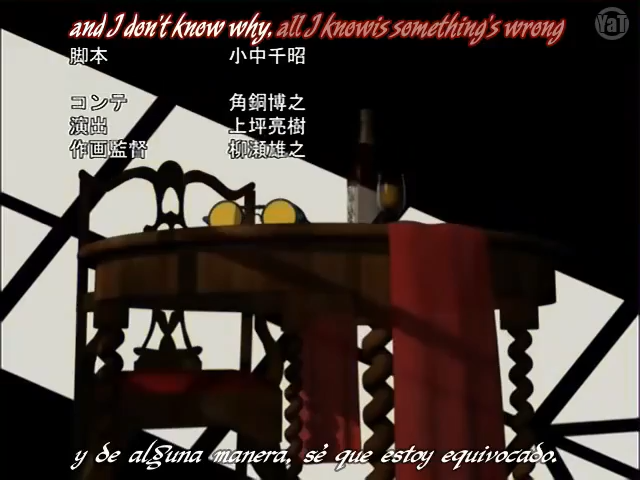 and I don't know why, all I knowis something's wrong
YaT
脚本 小中千昭
コンテ 角銅博之
演出 上坪亮樹
作画監督 柳瀬雄之
y de alguna manera, sé que estoy equivocado.